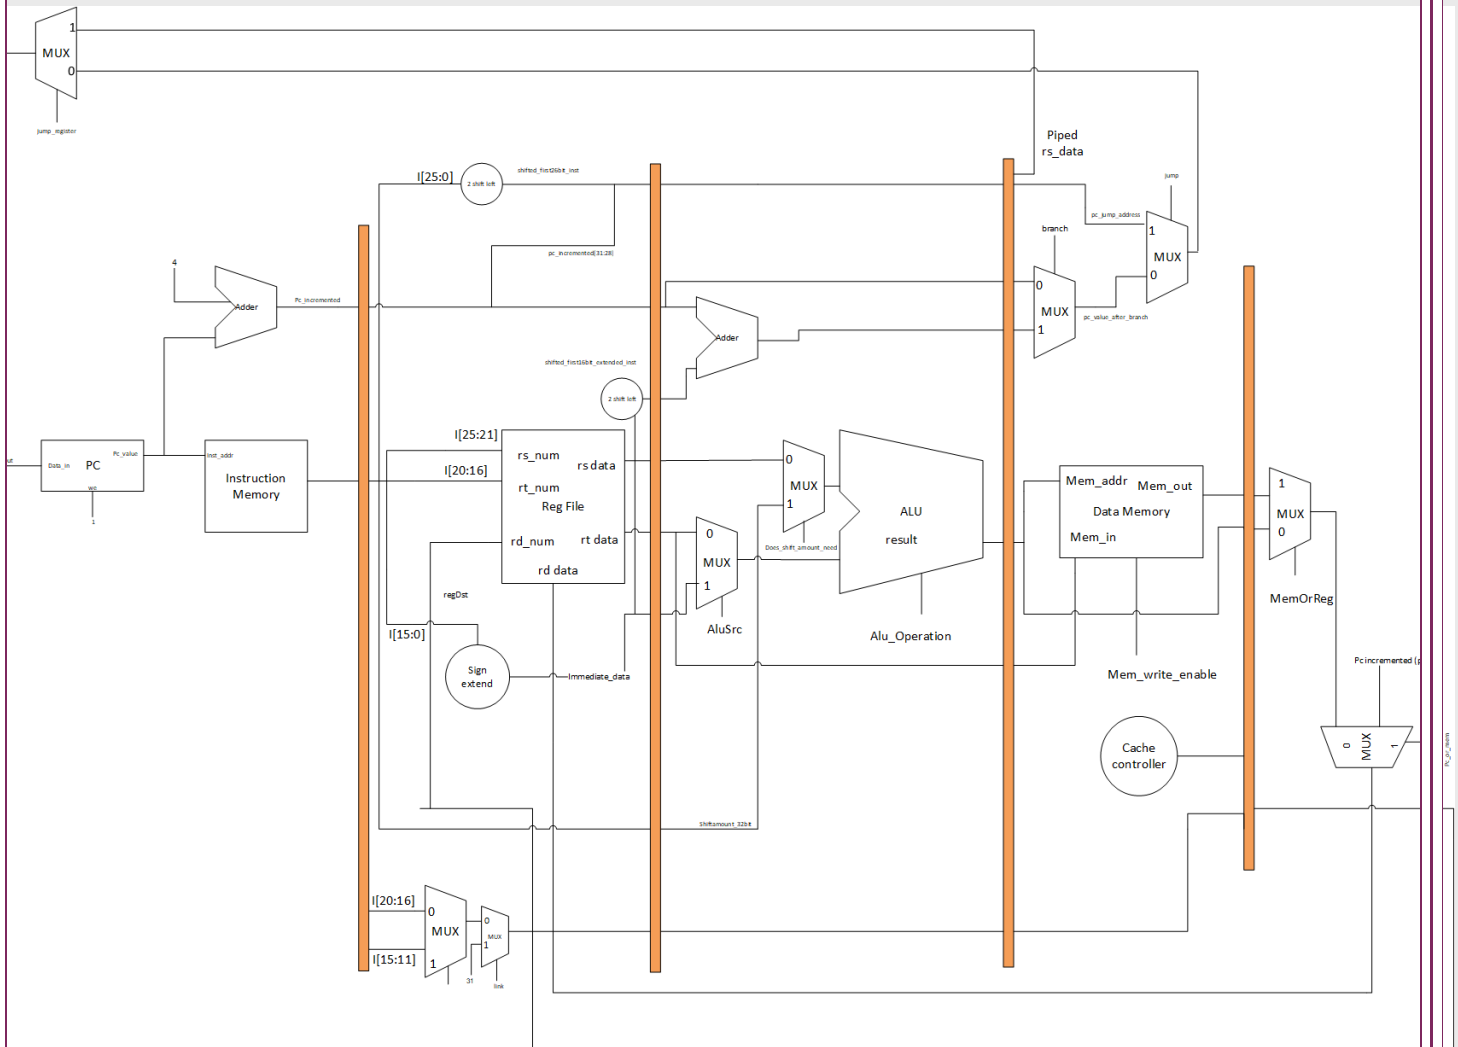 1
MUX
0
jump_register
Piped
rs_data
I[25:0]
2 shift left
shifted_first26bit_inst
jump
pc_jump_address
1
MUX
0
branch
pc_incremented(31:28)
4
Adder
Pc_incremented
0
MUX
1
pc_value_after_branch
Adder
shifted_first16bit_extended_inst
2 shift left
I[25:21]
I[20:16]
rs_num
rs data
rt_num
Reg File
rd_num
rt data
rd data
ut
Data_in
PC
Pc_value
we
1
Inst_addr
Instruction
Memory
0
MUX
1
Does_shift_amount_need
ALU
result
Alu_Operation
0
MUX
1
AluSrc
Mem_addr
Mem_out
Data Memory
Mem_in
Mem_write_enable
1
MUX
0
MemOrReg
regDst
I[15:0]
Sign
extend
Immediate_data
Pc incremented (p
0
MUX
1
Pc_or_mem
Cache
controller
Shiftamount_32bit
I[20:16]
0
MUX
I[15:11]
1
0
MUX
1
31
link